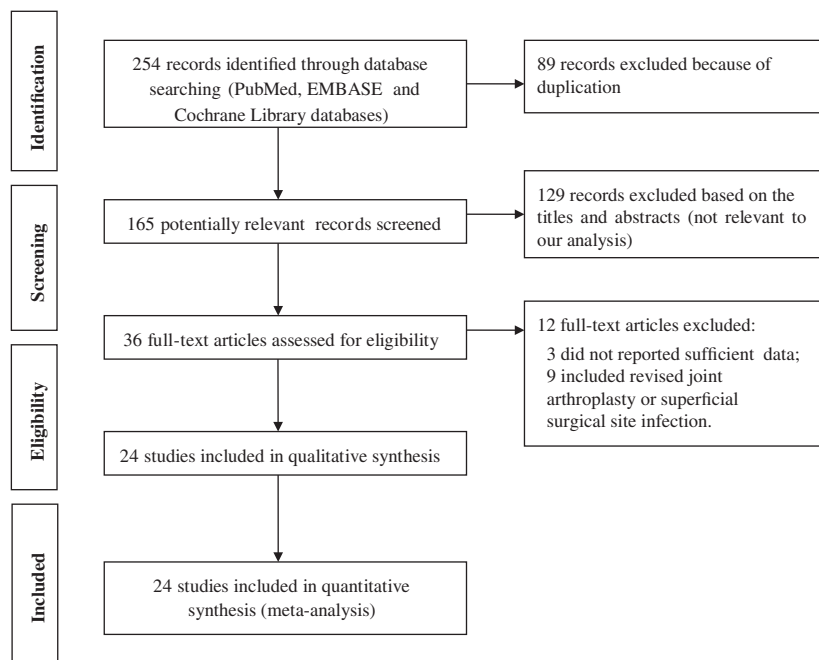 Identification
254 records identified through database
searching (PubMed, EMBASE and
Cochrane Library databases)
89 records excluded because of
duplication
Screening
165 potentially relevant records screened
129 records excluded based on the
titles and abstracts (not relevant to
our analysis)
36 full-text articles assessed for eligibility
12 full-text articles excluded:
3 did not reported sufficient data;
9 included revised joint
arthroplasty or superficial
surgical site infection.
Eligibility
24 studies included in qualitative synthesis
Included
24 studies included in quantitative
synthesis (meta-analysis)